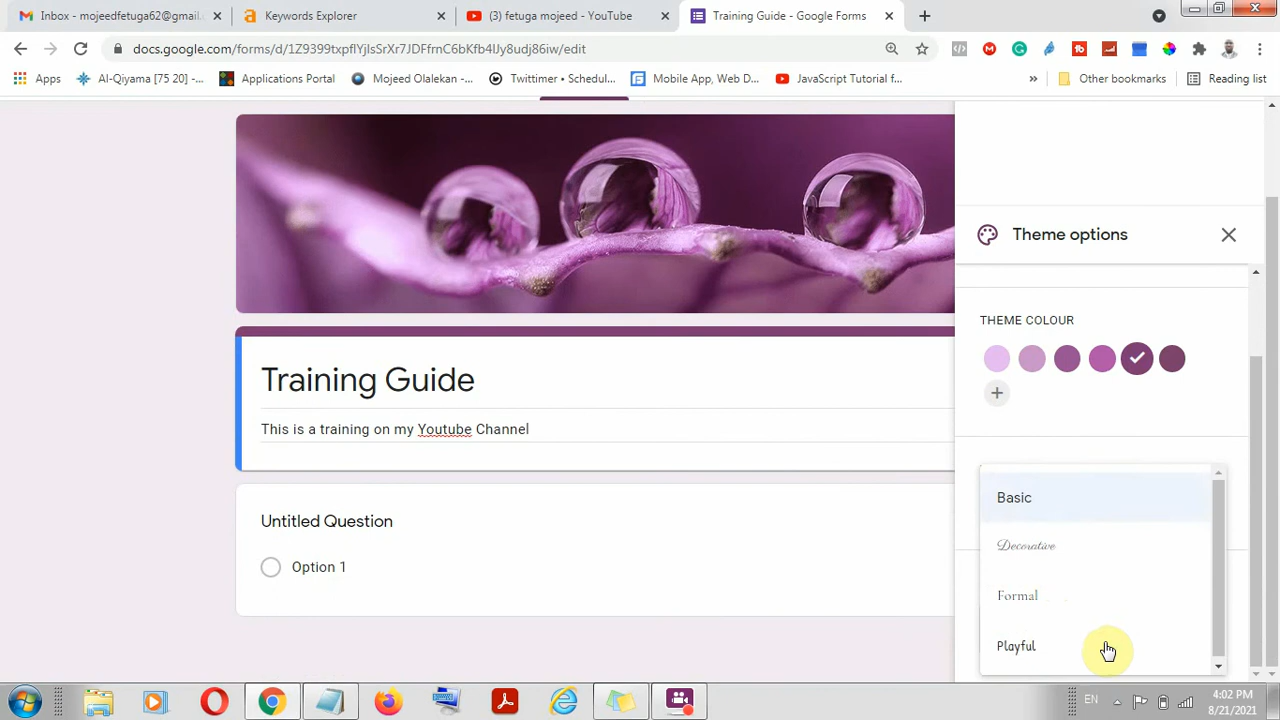 Inbox - mojeedfetuga62@gmail.
Keywords Explorer
(3) fetuga mojeed - YouTube
Training Guide - Google Forms
docs.google.com/forms/d/1Z9399txpflYjIsSrXr7JDFfmC6bKfb4IJy8udj86iw/edit
Apps
Al-Qiyama [75 20] -...
Applications Portal
Mojeed Olalekan -...
Twittimer • Schedul...
Mobile App, Web D...
JavaScript Tutorial f...
»
Other bookmarks
Reading list
Theme options
THEME COLOUR
Training Guide
This is a training on my Youtube Channel
Untitled Question
Option 1
Basic
Decorative
Formal
Playful
EN
4:02 PM
8/21/2021